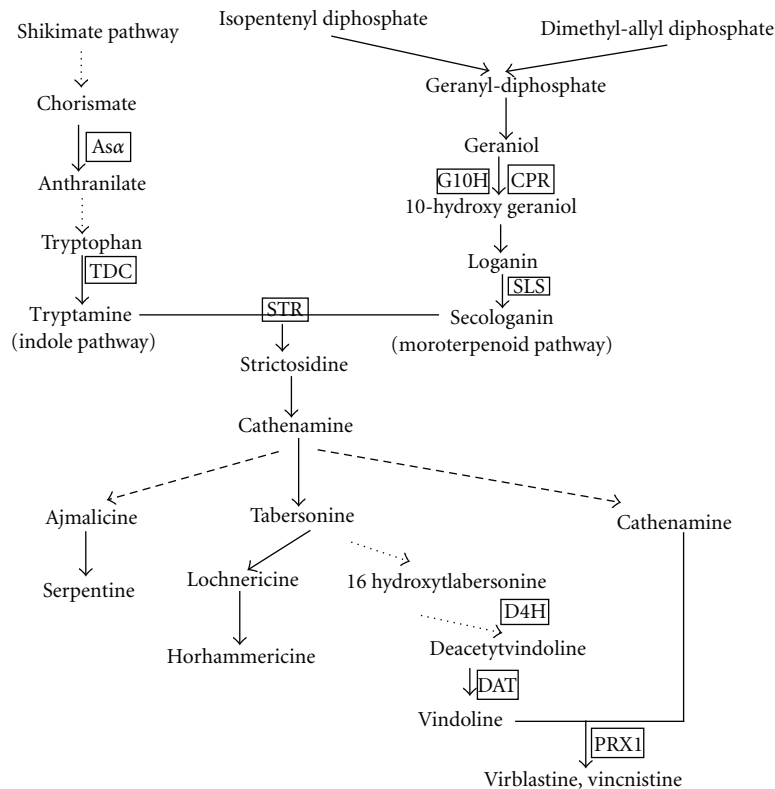 Isopentenyl diphosphate
Dimethyl-allyl diphosphate
Shikimate pathway
Geranyl-diphosphate
Chorismate
Asα
Geraniol
G10H
CPR
Anthranilate
10-hydroxy geraniol
Tryptophan
TDC
Loganin
SLS
STR
Tryptamine
(indole pathway)
Secologanin
(moroterpenoid pathway)
Strictosidine
Cathenamine
Ajmalicine
Tabersonine
Cathenamine
Serpentine
Lochnericine
16 hydroxytlabersonine
D4H
Horhammericine
Deacetytvindoline
DAT
Vindoline
PRX1
Virblastine, vincnistine